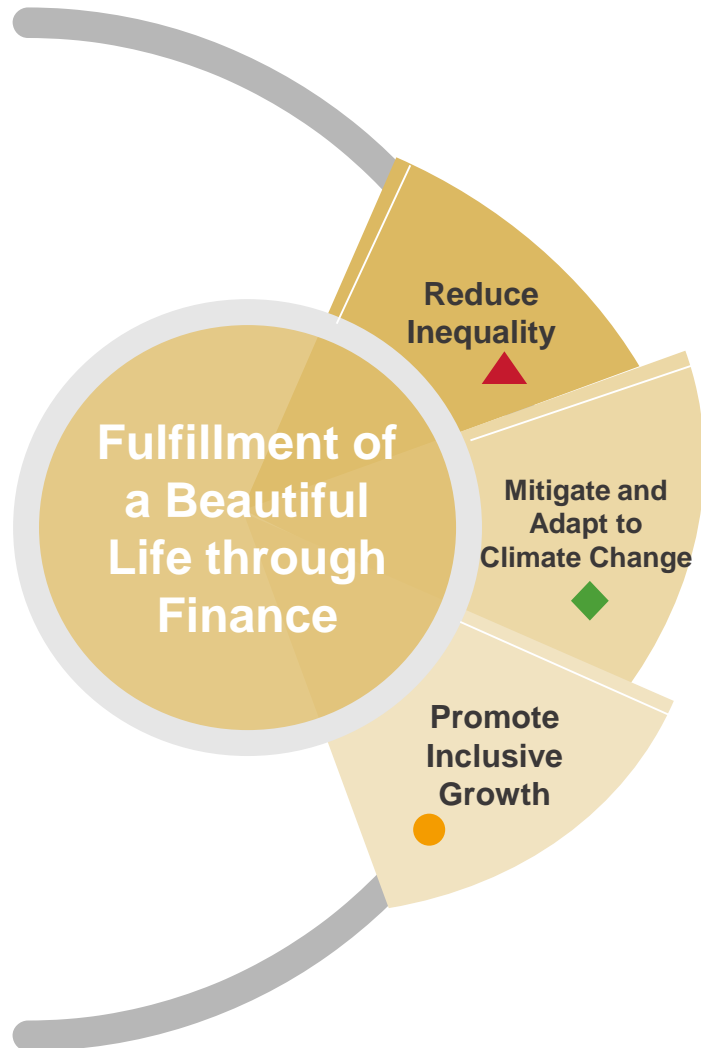 Reduce
Inequality
Fulfillment of
a Beautiful
Life through
Finance
Mitigate and
Adapt to
Climate Change
Promote
Inclusive
Growth